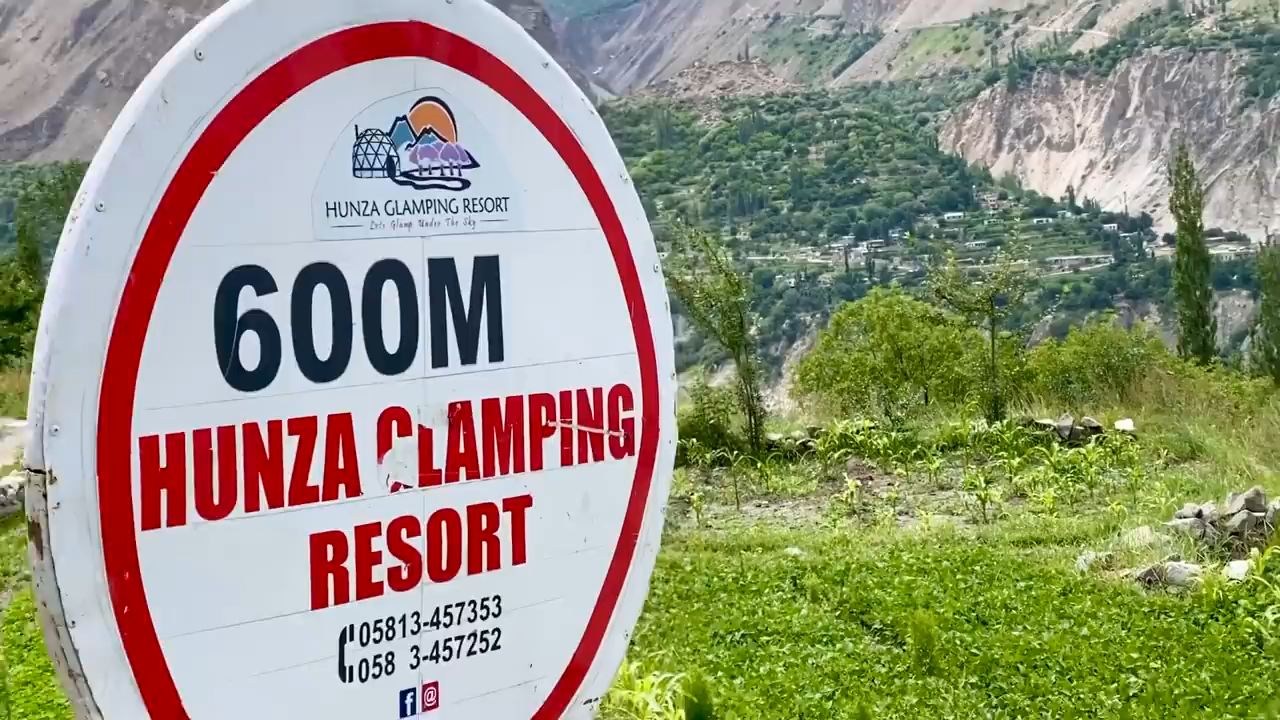 HUNZA GLAMPING RESORT
Lets Glamp Under The Sky
600M
HUNZA GLAMPING
RESORT
05813-457353
058 3-457252
f @